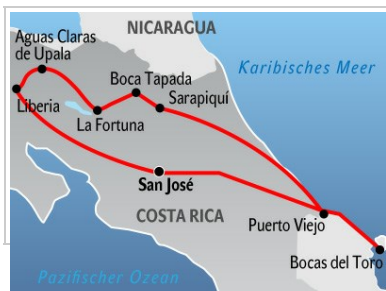 NICARAGUA
Aguas Claras
de Upala
Boca Tapada
Karibisches Meer
Sarapiquí
Liberia
La Fortuna
San José
COSTA RICA
Puerto Viejo
Bocas del Toro
Pazifischer Ozean